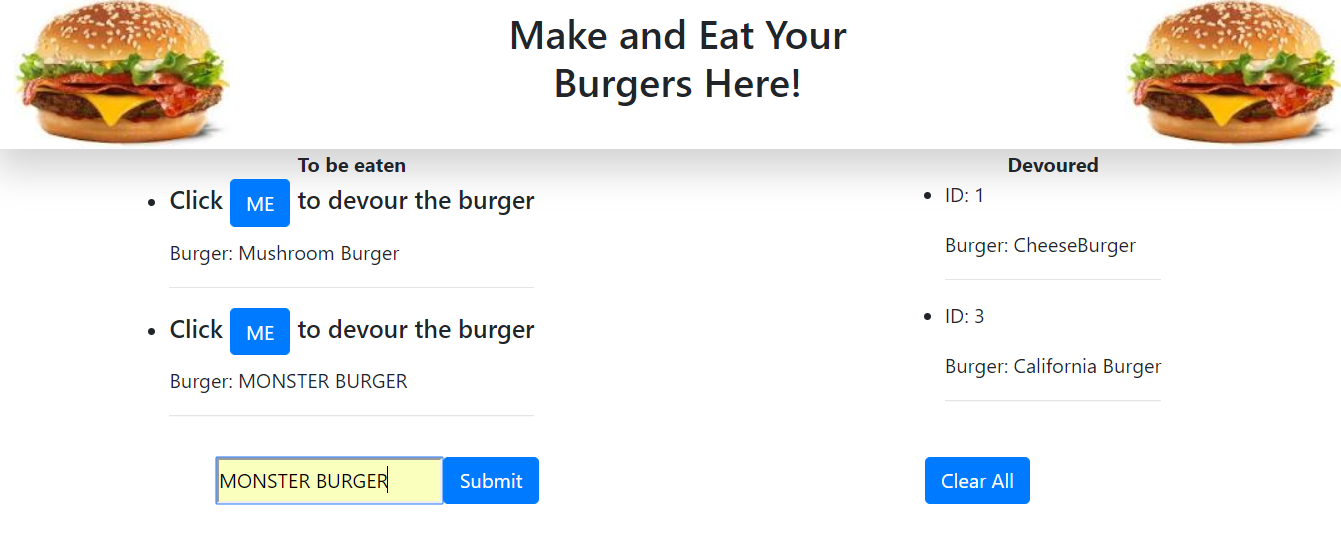 Make and Eat Your
Burgers Here!
To be eaten
Click ME to devour the burger
Burger: Mushroom Burger
Click ME to devour the burger
Burger: MONSTER BURGER
MONSTER BURGER Submit
Devoured
ID: 1
Burger: CheeseBurger
ID: 3
Burger: California Burger
Clear All